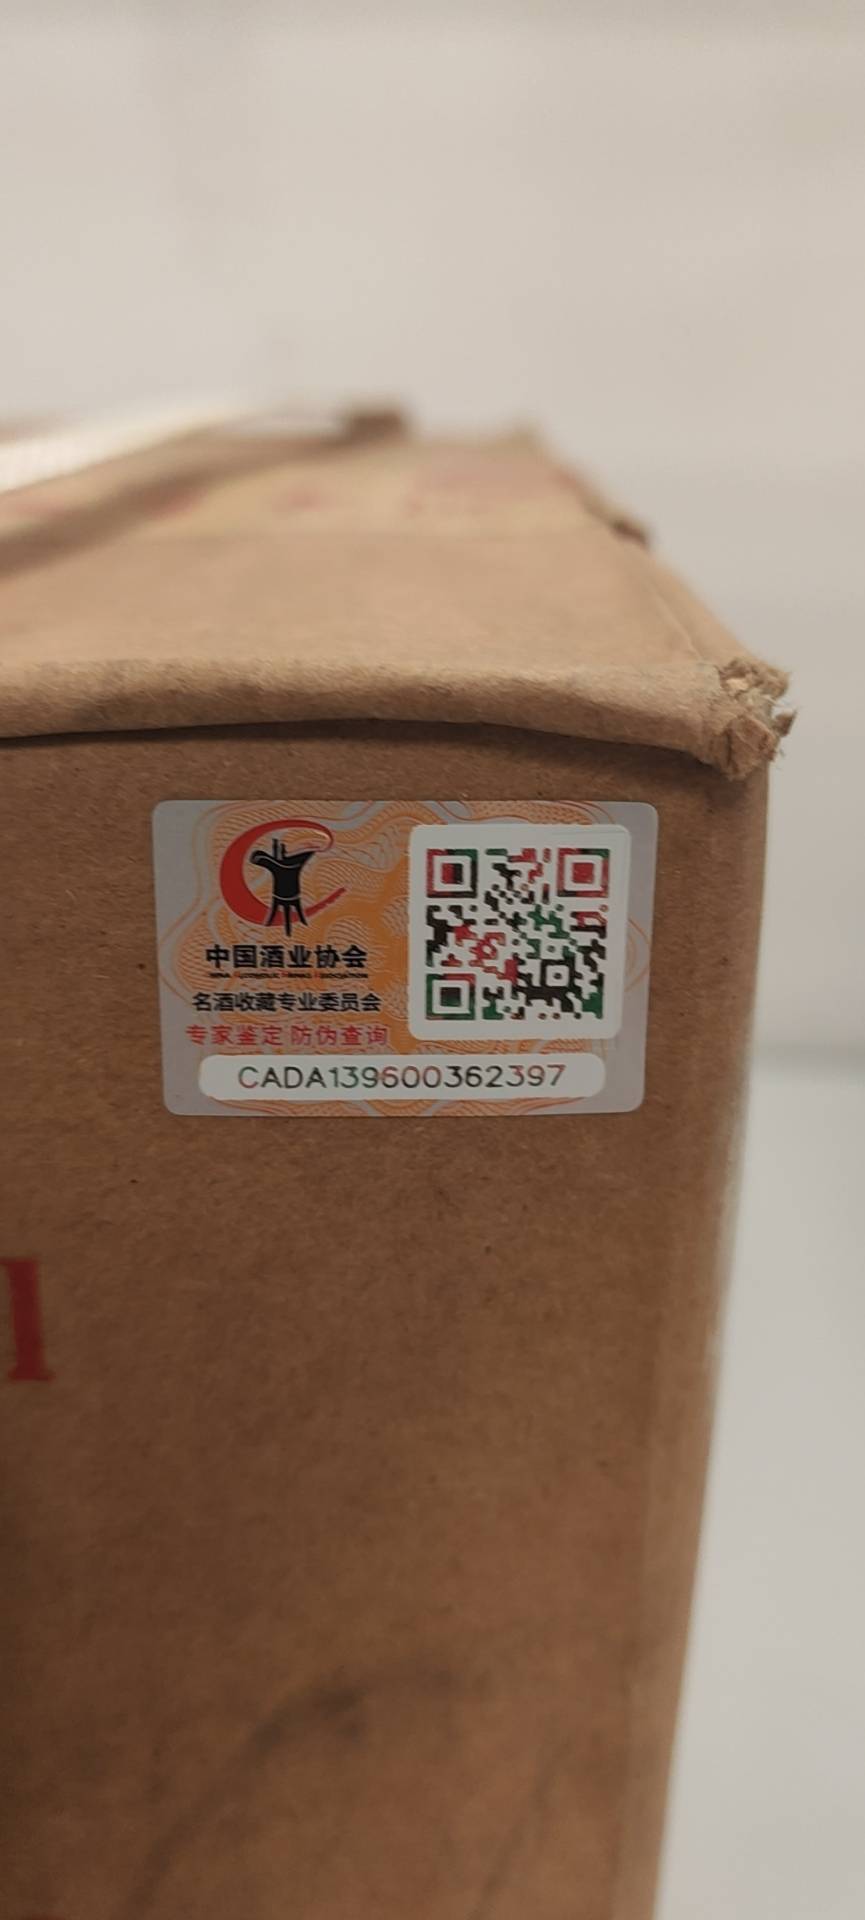 中国酒业协会
名酒收藏专业委员会
专家鉴定 防伪查询
CADA139600362397